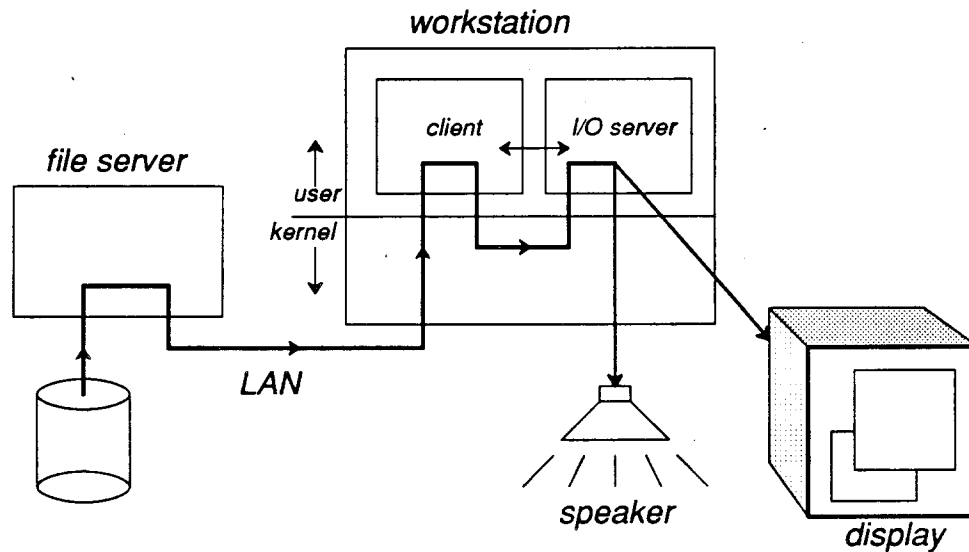 workstation
client
I/O server
file server
user
kernel
LAN
speaker
display